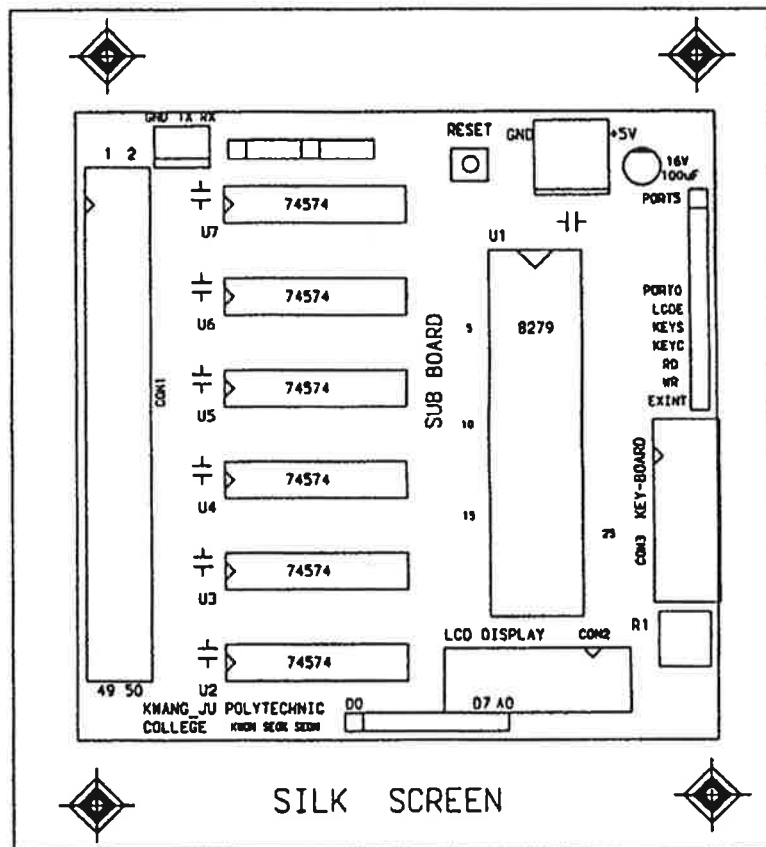 GND TX RX
RESET
GND
+5V
1 2
16V
100uF
PORTS
74574
U7
U1
74574
U6
PORT0
LCDE
KEYS
KEYC
RD
WR
EXINT
5
8279
SUB BOARD
CON1
74574
U5
10
74574
U4
15
25
CON3 KEY-BOARD
74574
U3
R1
LCD DISPLAY
CON2
74574
U2
49 50
KWANG_JU POLYTECHNIC
COLLEGE
D0
D7 A0
SILK SCREEN